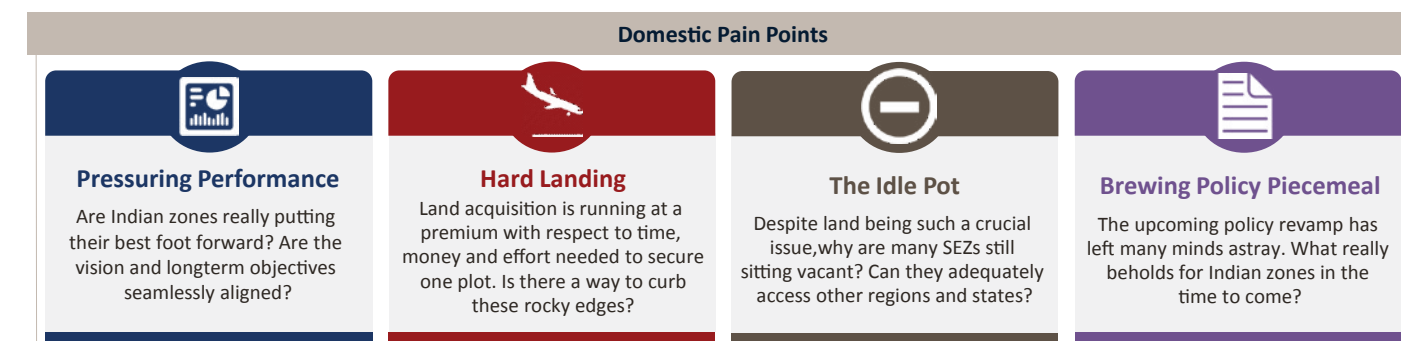 Domestic Pain Points
Pressuring Performance
Are Indian zones really putting
their best foot forward? Are the
vision and longterm objectives
seamlessly aligned?
Hard Landing
Land acquisition is running at a
premium with respect to time,
money and effort needed to secure
one plot. Is there a way to curb
these rocky edges?
The Idle Pot
Despite land being such a crucial
issue,why are many SEZs still
sitting vacant? Can they adequately
access other regions and states?
Brewing Policy Piecemeal
The upcoming policy revamp has
left many minds astray. What really
beholds for Indian zones in the
time to come?